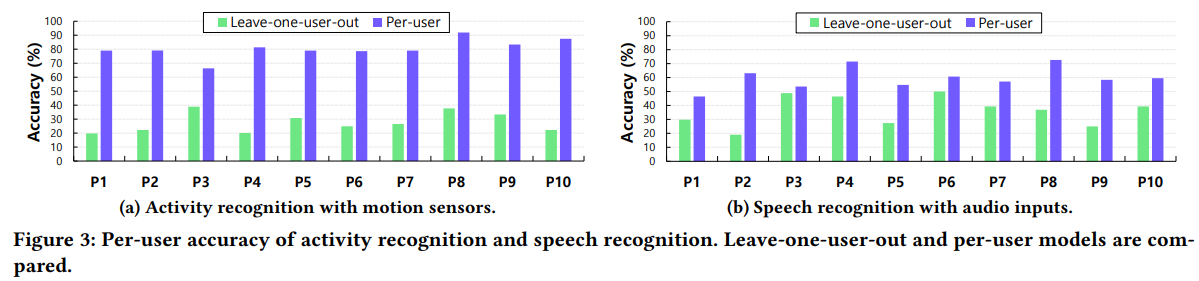 Leave-one-user-out Per-user
Accuracy (%)
100
90
80
70
60
50
40
30
20
10
0
P1 P2 P3 P4 P5 P6 P7 P8 P9 P10
(a) Activity recognition with motion sensors.
Leave-one-user-out Per-user
Accuracy (%)
100
90
80
70
60
50
40
30
20
10
0
P1 P2 P3 P4 P5 P6 P7 P8 P9 P10
(b) Speech recognition with audio inputs.
Figure 3: Per-user accuracy of activity recognition and speech recognition. Leave-one-user-out and per-user models are com-
pared.